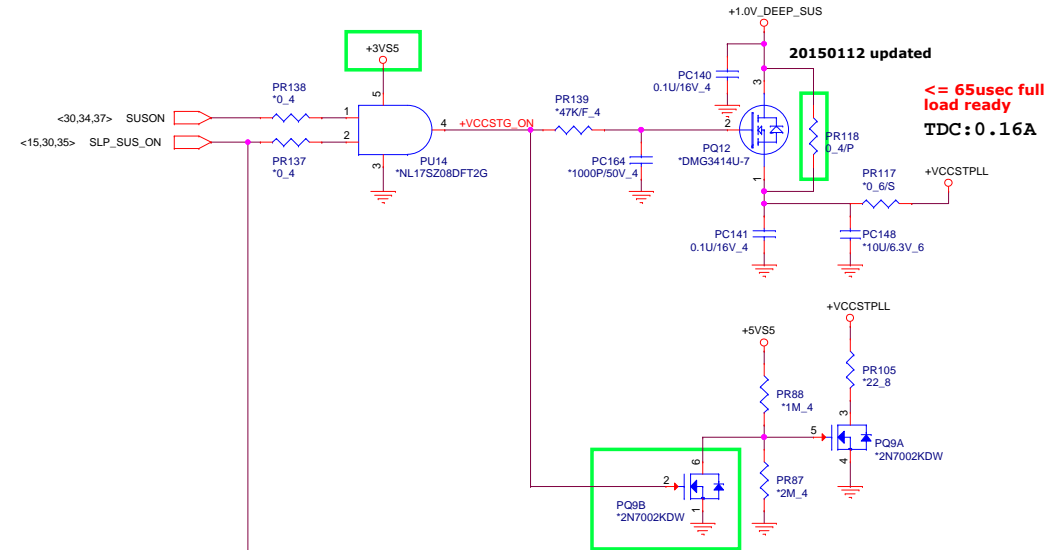 +1.0V_DEEP_SUS
20150112 updated
+3VS5
<= 65usec full
load ready
TDC:0.16A
PC140
0.1U/16V_4
3
PR138
*0_4
5
PR139
*47K/F_4
<30,34,37> SUSON
1
4
+VCCSTG_ON
2
PR118
0_4/P
<15,30,35> SLP_SUS_ON
2
PQ12
*DMG3414U-7
PR137
*0_4
3
PU14
*NL17SZ08DFT2G
PC164
*1000P/50V_4
1
PR117
*0_6/S
+VCCSTPLL
PC141
0.1U/16V_4
PC148
*10U/6.3V_6
+VCCSTPLL
+5VS5
PR88
*1M_4
PR105
*22_8
3
5
PQ9A
*2N7002KDW
4
6
2
PR87
*2M_4
PQ9B
*2N7002KDW
1